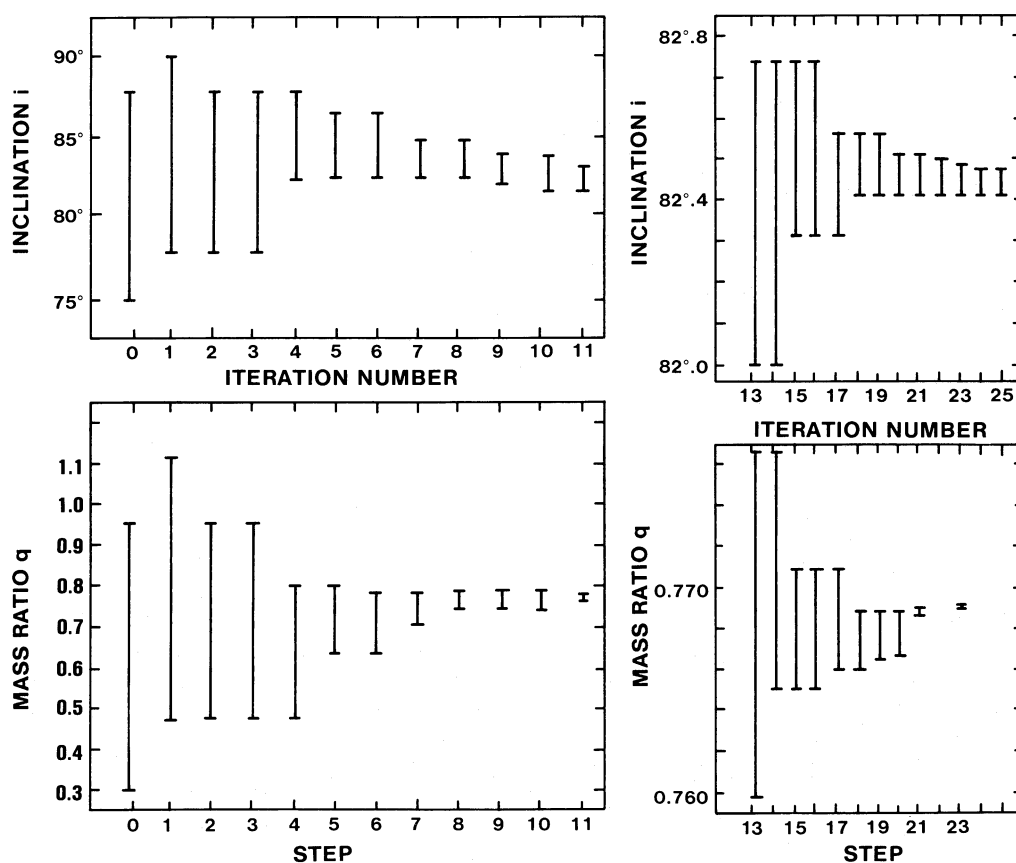 INCLINATION i
90°
85°
80°
75°
0 1 2 3 4 5 6 7 8 9 10 11
ITERATION NUMBER
INCLINATION i
82°.8
82°.4
82°.0
13 15 17 19 21 23 25
ITERATION NUMBER
MASS RATIO q
1.1
1.0
0.9
0.8
0.7
0.6
0.5
0.4
0.3
0 1 2 3 4 5 6 7 8 9 10 11
STEP
MASS RATIO q
0.770
0.760
13 15 17 19 21 23
STEP